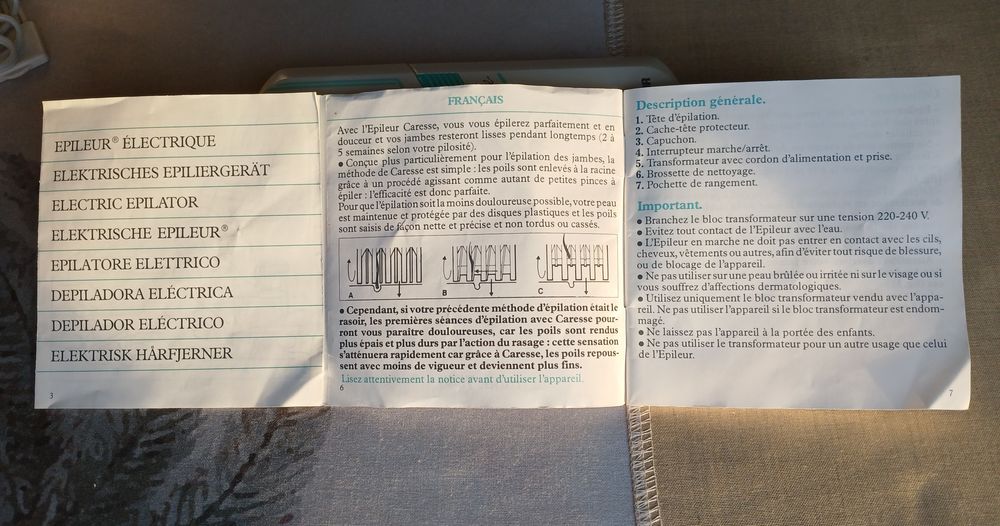 EPILEUR® ÉLECTRIQUE
ELEKTRISCHES EPILIERGERÄT
ELECTRIC EPILATOR
ELEKTRISCHE EPILEUR®
EPILATORE ELETTRICO
DEPILADORA ELÉCTRICA
DEPILADOR ELÉCTRICO
ELEKTRISK HÅRFJERNER
3
FRANÇAIS
Avec l'Epileur Caresse, vous vous épilerez parfaitement et en
douceur et vos jambes resteront lisses pendant longtemps (2 à
5 semaines selon votre pilosité).
● Conçue plus particulièrement pour l'épilation des jambes, la
méthode de Caresse est simple : les poils sont enlevés à la racine
grâce à un procédé agissant comme autant de petites pinces à
épiler : l'efficacité est donc parfaite.
Pour que l'épilation soit la moins douloureuse possible, votre peau
est maintenue et protégée par des disques plastiques et les poils
sont saisis de façon nette et précise et non tordus ou cassés.
A B C
● Cependant, si votre précédente méthode d'épilation était le
rasoir, les premières séances d'épilation avec Caresse pour-
ront vous paraître douloureuses, car les poils sont rendus
plus épais et plus durs par l'action du rasage : cette sensation
s'atténuera rapidement car grâce à Caresse, les poils repous-
sent avec moins de vigueur et deviennent plus fins.
Lisez attentivement la notice avant d'utiliser l'appareil.
6
Description générale.
1. Tête d'épilation.
2. Cache-tête protecteur.
3. Capuchon.
4. Interrupteur marche/arrêt.
5. Transformateur avec cordon d'alimentation et prise.
6. Brossette de nettoyage.
7. Pochette de rangement.
Important.
● Branchez le bloc transformateur sur une tension 220-240 V.
● Evitez tout contact de l'Epileur avec l'eau.
● L'Epileur en marche ne doit pas entrer en contact avec les cils,
cheveux, vêtements ou autres, afin d'éviter tout risque de blessure,
ou de blocage de l'appareil.
● Ne pas utiliser sur une peau brûlée ou irritée ni sur le visage ou si
vous souffrez d'affections dermatologiques.
● Utilisez uniquement le bloc transformateur vendu avec l'appa-
reil. Ne pas utiliser l'appareil si le bloc transformateur est endom-
magé.
● Ne laissez pas l'appareil à la portée des enfants.
● Ne pas utiliser le transformateur pour un autre usage que celui
de l'Epileur.
7